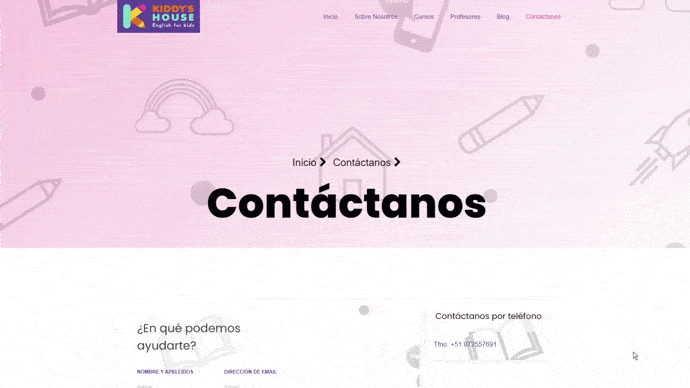 KIDDY'S
HOUSE
English for kids
Inicio Sobre Nosotros Cursos Profesores Blog Contáctanos
Inicio Contáctanos
Contáctanos
¿En qué podemos
ayudarte?
Contáctanos por teléfono
Tfno. +51 972557691
NOMBRE Y APELLIDOS DIRECCIÓN DE EMAIL